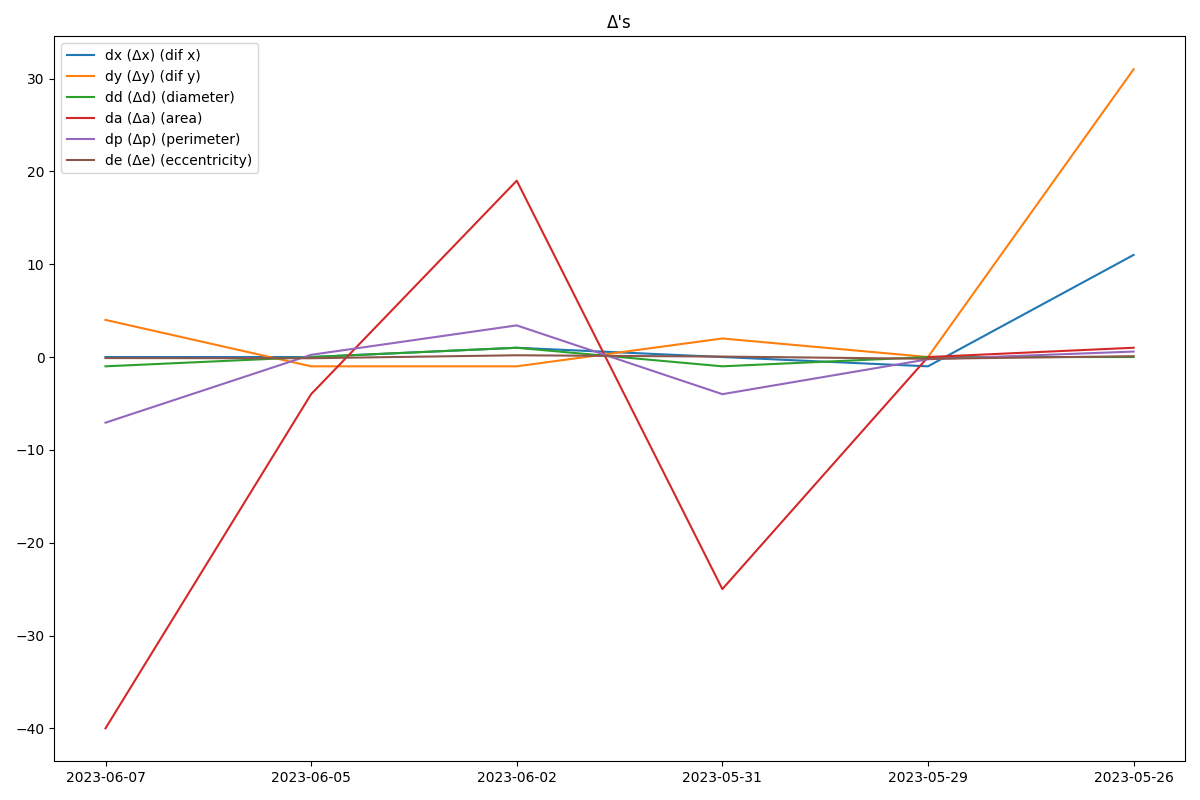 Δ's
dx (Δx) (dif x)
dy (Δy) (dif y)
dd (Δd) (diameter)
da (Δa) (area)
dp (Δp) (perimeter)
de (Δe) (eccentricity)
30
20
10
0
−10
−20
−30
−40
2023-06-07 2023-06-05 2023-06-02 2023-05-31 2023-05-29 2023-05-26